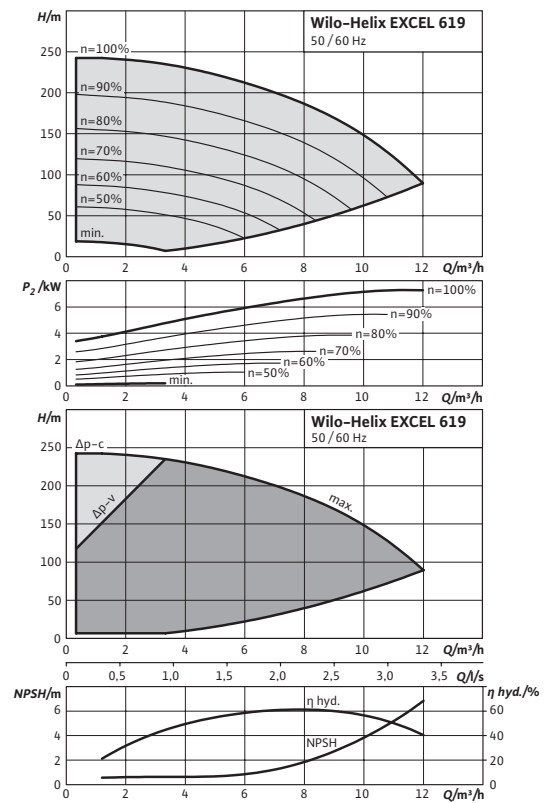 H/m
Wilo-Helix EXCEL 619
50 / 60 Hz
250
n=100%
200
n=90%
150
n=80%
n=70%
100
n=60%
n=50%
50
min.
0
0 2 4 6 8 10 12 Q/m³/h
P₂ /kW
6
n=100%
n=90%
4
n=80%
n=70%
2
n=60%
n=50%
min.
0
0 2 4 6 8 10 12 Q/m³/h
H/m
Wilo-Helix EXCEL 619
50 / 60 Hz
250
Δp-c
200
Δp-v
max.
150
100
50
0
0 2 4 6 8 10 12 Q/m³/h
0 0,5 1,0 1,5 2,0 2,5 3,0 3,5 Q/l/s
NPSH/m
η hyd./%
η hyd.
6 60
4 40
NPSH
2 20
0 0
0 2 4 6 8 10 12 Q/m³/h